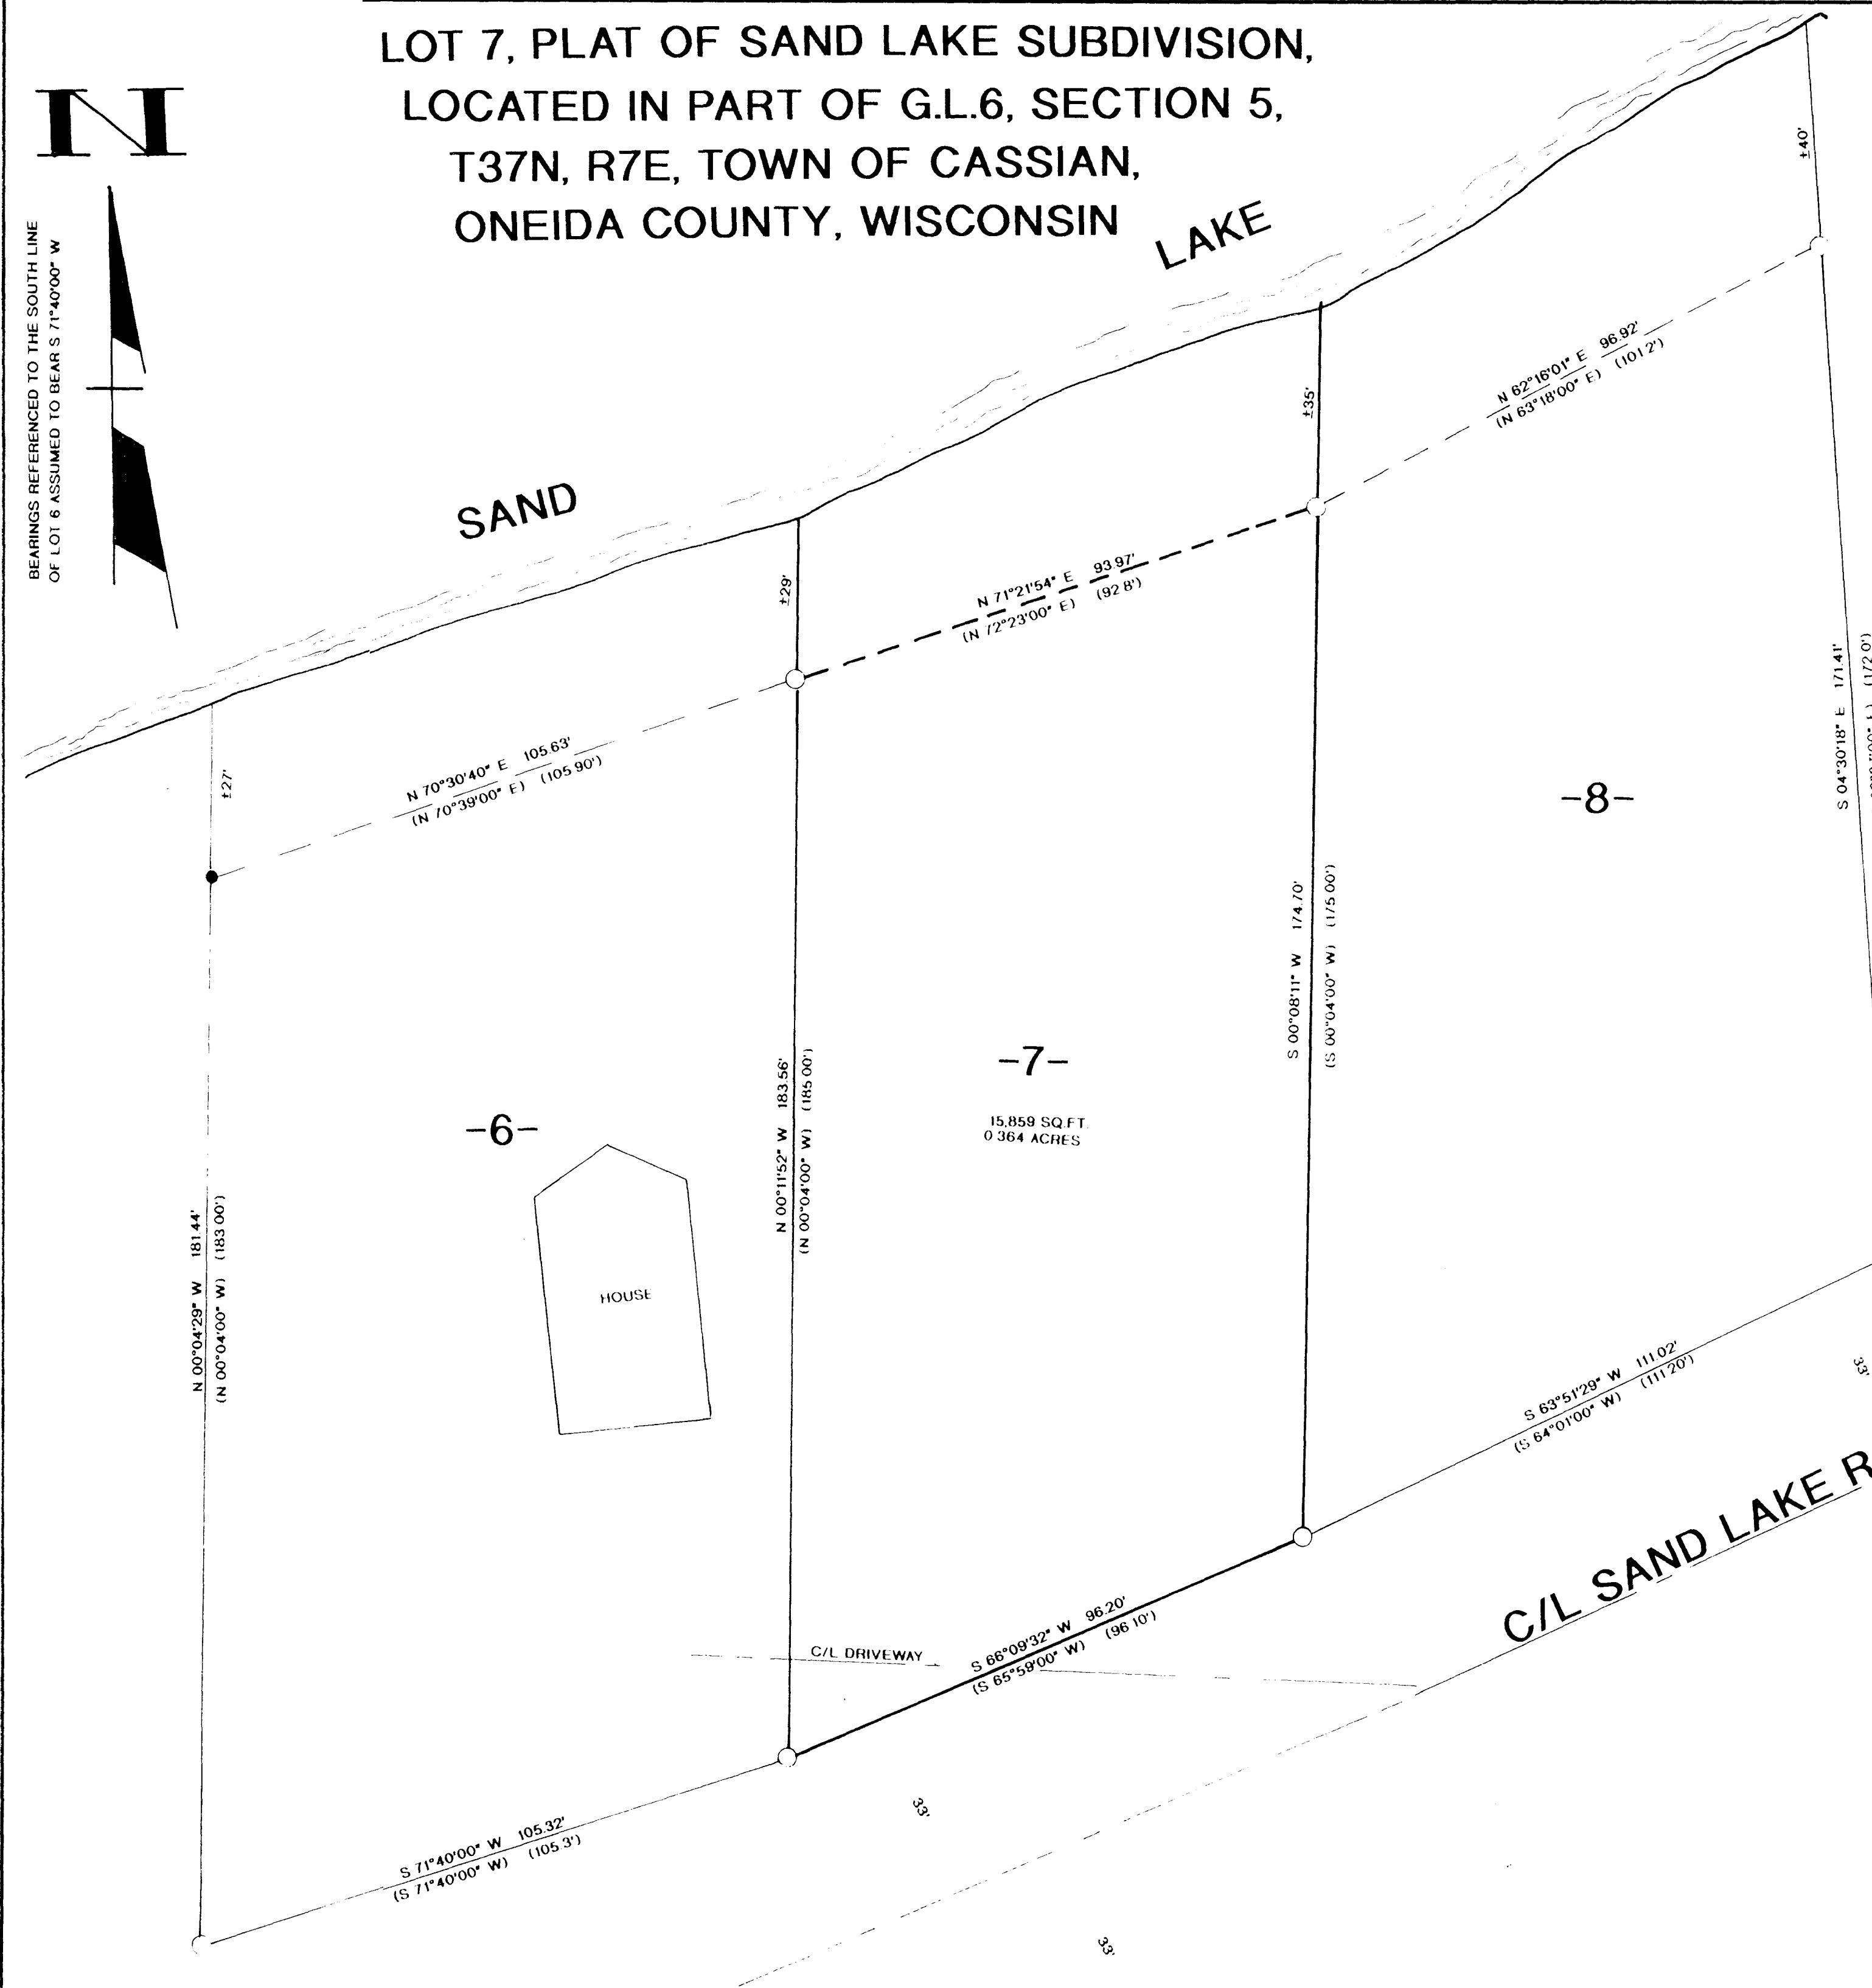 LOT 7, PLAT OF SAND LAKE SUBDIVISION,
LOCATED IN PART OF G.L.6, SECTION 5,
T37N, R7E, TOWN OF CASSIAN,
ONEIDA COUNTY, WISCONSIN
N
BEARINGS REFERENCED TO THE SOUTH LINE
OF LOT 6 ASSUMED TO BEAR S 71°40'00" W
SAND
LAKE
±40'
±35'
±29'
±27'
N 62°16'01" E 96.92'
(N 63°18'00" E) (101 2')
N 71°21'54" E 93.97'
(N 72°23'00" E) (92 8')
N 70°30'40" E 105.63'
(N 70°39'00" E) (105 90')
S 04°30'18" E 171.41'
(172 0')
-8-
S 00°08'11" W 174.70'
(S 00°04'00" W) (175 00')
-7-
15,859 SQ.FT
0 364 ACRES
N 00°11'52" W 183.56'
(N 00°04'00" W) (185 00')
-6-
HOUSE
N 00°04'29" W 181.44'
(N 00°04'00" W) (183 00')
S 63°51'29" W 111.02'
(S 64°01'00" W) (111 20')
33'
C/L SAND LAKE R
S 66°09'32" W 96.20'
(S 65°59'00" W) (96 10')
C/L DRIVEWAY
S 71°40'00" W 105.32'
(S 71°40'00" W) (105.3')
33'
33'